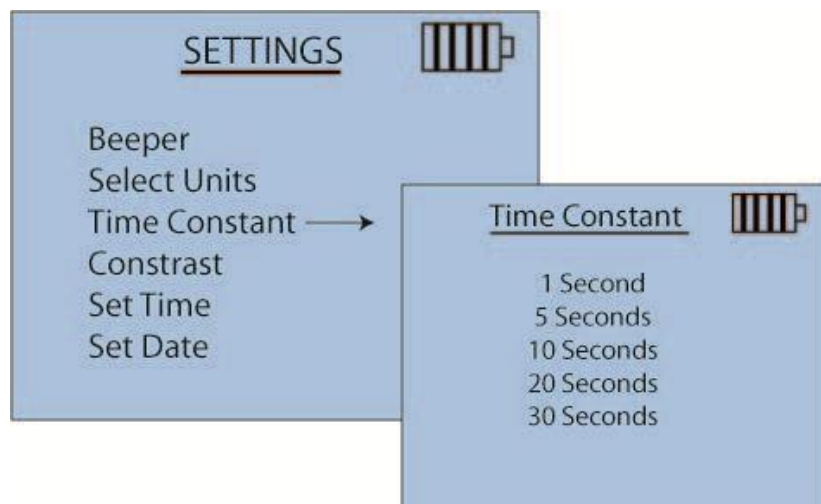 SETTINGS
Beeper
Select Units
Time Constant
Constrast
Set Time
Set Date
Time Constant
1 Second
5 Seconds
10 Seconds
20 Seconds
30 Seconds